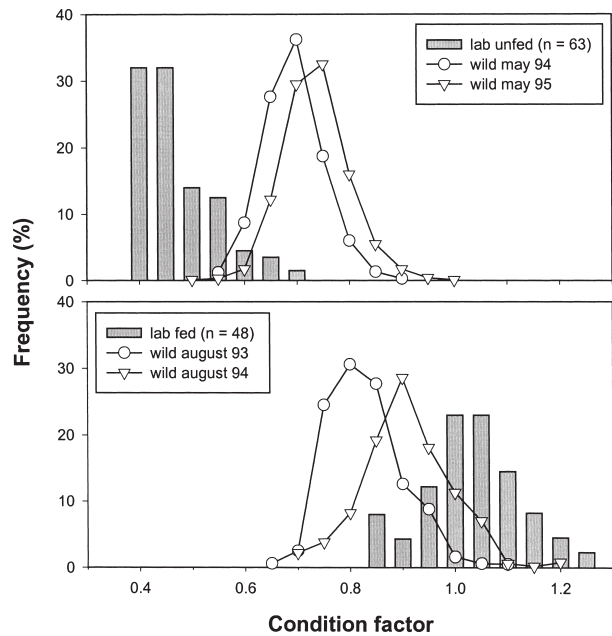 40
lab unfed (n = 63)
wild may 94
wild may 95
30
20
10
0
Frequency (%)
40
lab fed (n = 48)
wild august 93
wild august 94
30
20
10
0
0.4 0.6 0.8 1.0 1.2
Condition factor